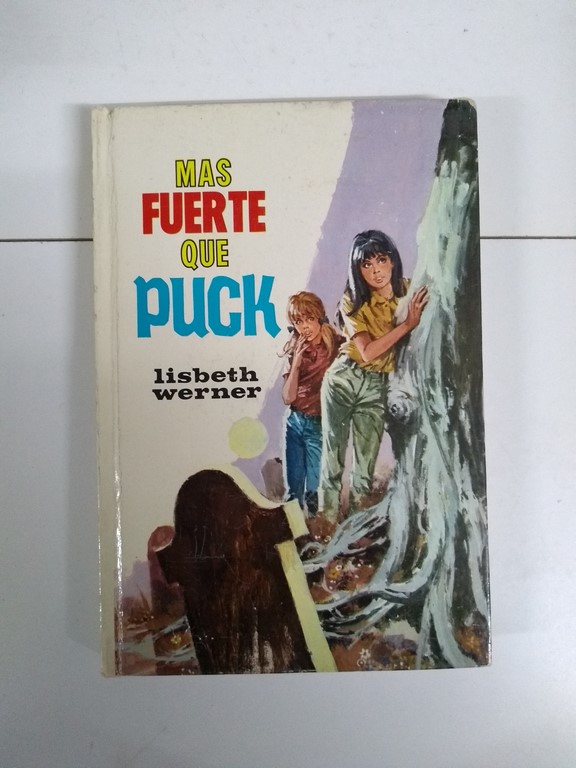 MAS
FUERTE
QUE
PUCK
lisbeth
werner